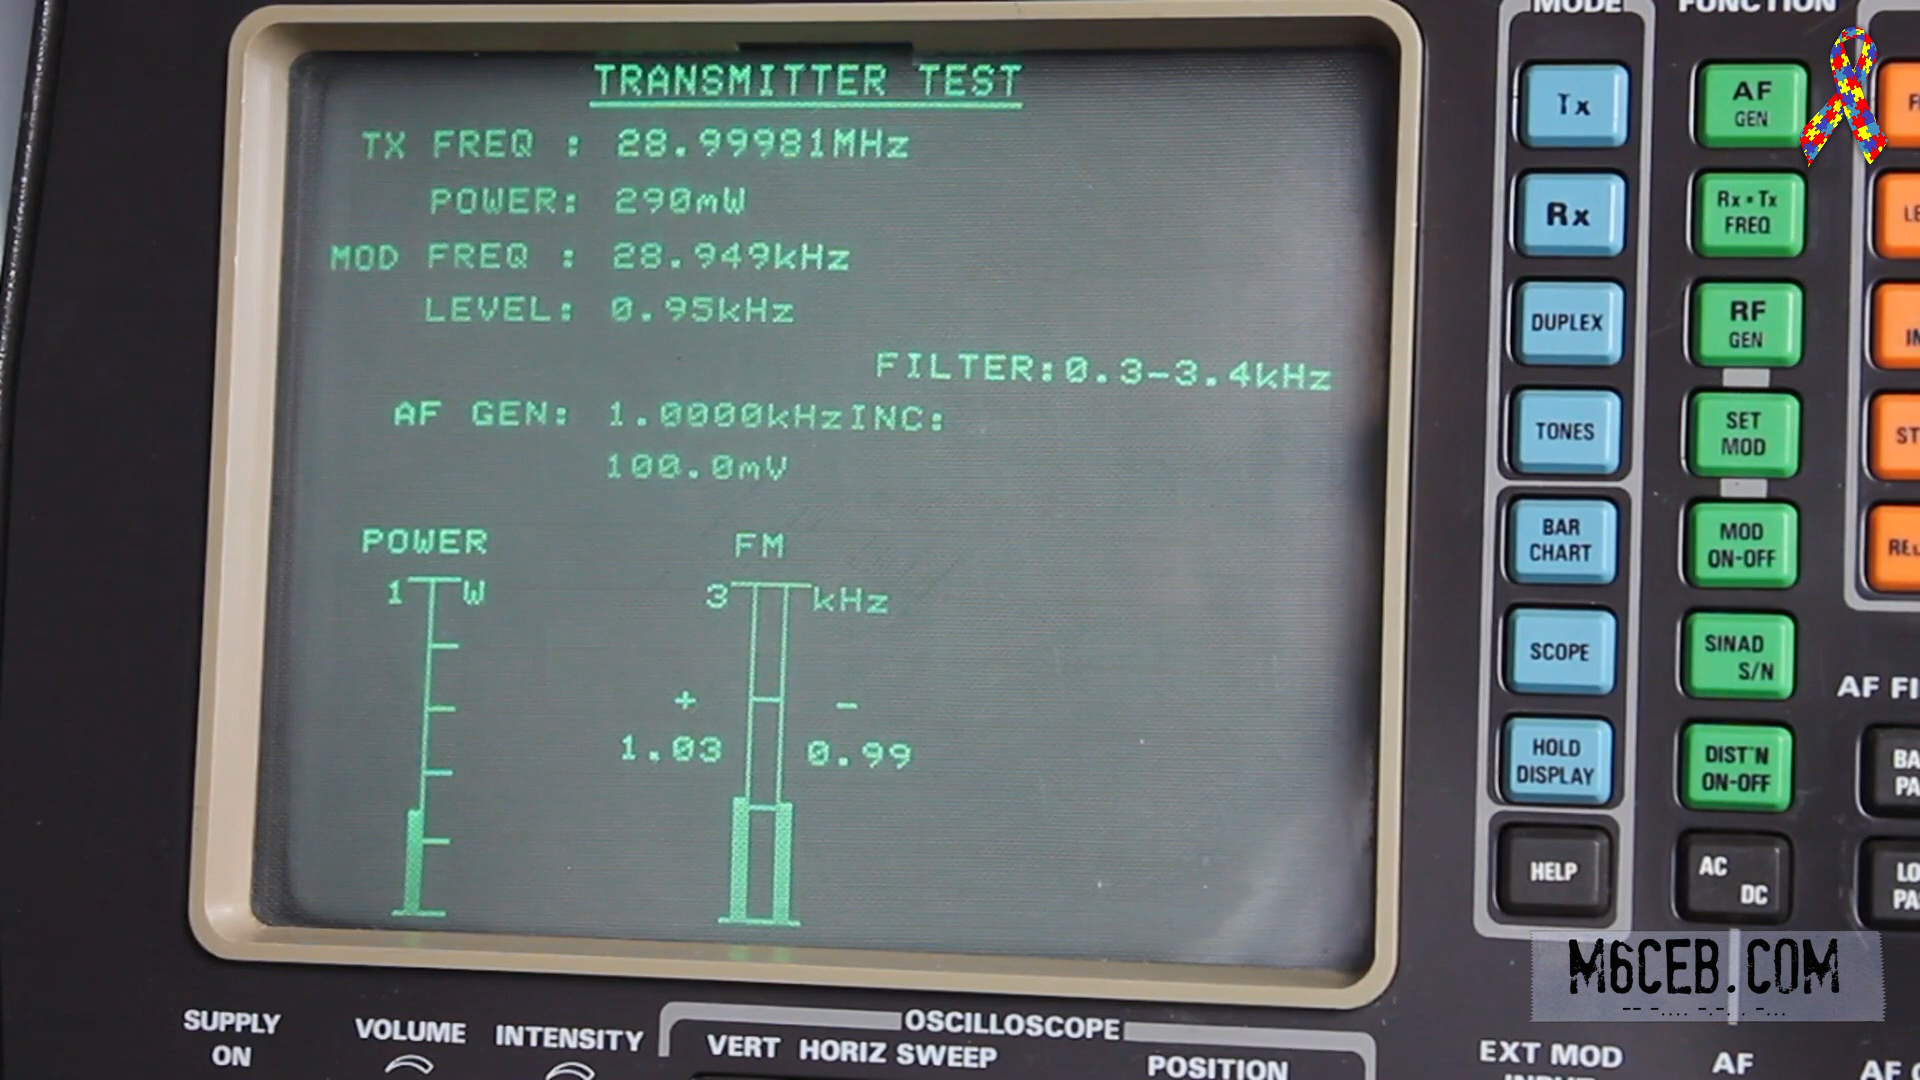 TRANSMITTER TEST
TX FREQ : 28.99981MHz
POWER: 290mW
MOD FREQ : 28.949kHz
LEVEL: 0.95kHz
FILTER:0.3-3.4kHz
AF GEN: 1.0000kHzINC:
100.0mV
POWER
FM
1 W
3 kHz
+ -
1.03 0.99
MODE
Tx
Rx
DUPLEX
TONES
BAR CHART
SCOPE
HOLD DISPLAY
HELP
FUNCTION
AF GEN
Rx•Tx FREQ
RF GEN
SET MOD
MOD ON-OFF
SINAD S/N
DIST'N ON-OFF
AC DC
AF FI
M6CEB.COM
SUPPLY ON
VOLUME
INTENSITY
OSCILLOSCOPE
VERT HORIZ SWEEP
POSITION
EXT MOD
AF